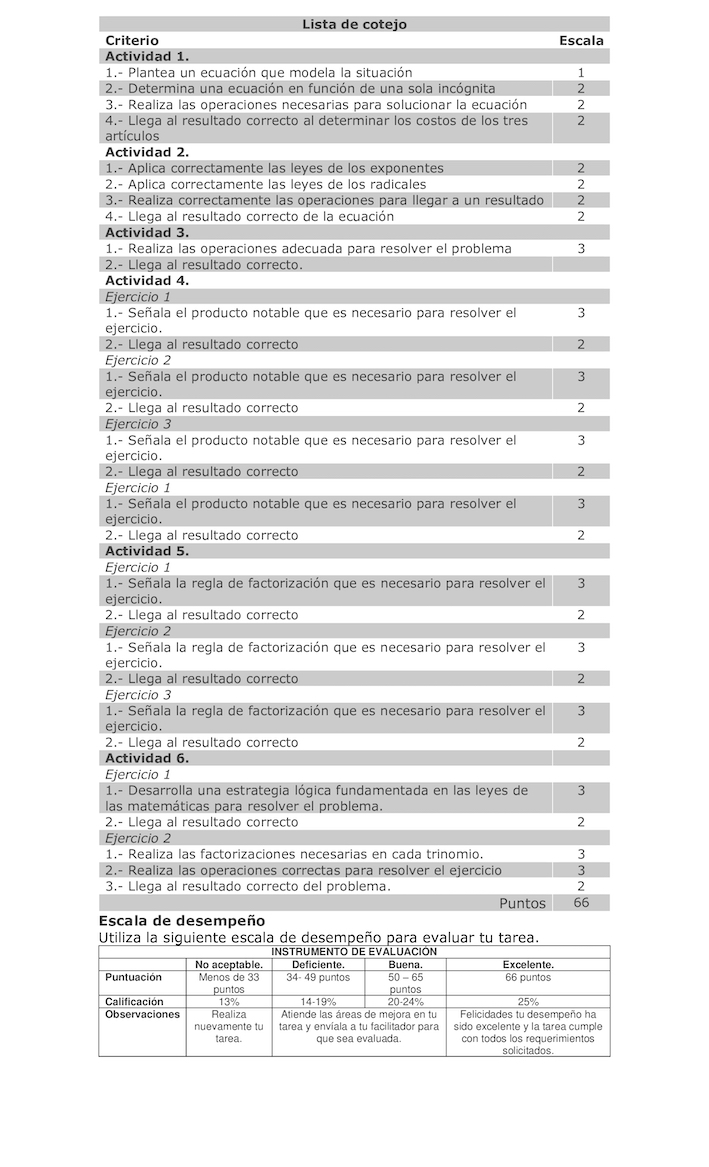 Lista de cotejo
Criterio Escala
Actividad 1.
1.- Plantea un ecuación que modela la situación 1
2.- Determina una ecuación en función de una sola incógnita 2
3.- Realiza las operaciones necesarias para solucionar la ecuación 2
4.- Llega al resultado correcto al determinar los costos de los tres 2
artículos
Actividad 2.
1.- Aplica correctamente las leyes de los exponentes 2
2.- Aplica correctamente las leyes de los radicales 2
3.- Realiza correctamente las operaciones para llegar a un resultado 2
4.- Llega al resultado correcto de la ecuación 2
Actividad 3.
1.- Realiza las operaciones adecuada para resolver el problema 3
2.- Llega al resultado correcto.
Actividad 4.
Ejercicio 1
1.- Señala el producto notable que es necesario para resolver el 3
ejercicio.
2.- Llega al resultado correcto 2
Ejercicio 2
1.- Señala el producto notable que es necesario para resolver el 3
ejercicio.
2.- Llega al resultado correcto 2
Ejercicio 3
1.- Señala el producto notable que es necesario para resolver el 3
ejercicio.
2.- Llega al resultado correcto 2
Ejercicio 1
1.- Señala el producto notable que es necesario para resolver el 3
ejercicio.
2.- Llega al resultado correcto 2
Actividad 5.
Ejercicio 1
1.- Señala la regla de factorización que es necesario para resolver el 3
ejercicio.
2.- Llega al resultado correcto 2
Ejercicio 2
1.- Señala la regla de factorización que es necesario para resolver el 3
ejercicio.
2.- Llega al resultado correcto 2
Ejercicio 3
1.- Señala la regla de factorización que es necesario para resolver el 3
ejercicio.
2.- Llega al resultado correcto 2
Actividad 6.
Ejercicio 1
1.- Desarrolla una estrategia lógica fundamentada en las leyes de 3
las matemáticas para resolver el problema.
2.- Llega al resultado correcto 2
Ejercicio 2
1.- Realiza las factorizaciones necesarias en cada trinomio. 3
2.- Realiza las operaciones correctas para resolver el ejercicio 3
3.- Llega al resultado correcto del problema. 2
Puntos 66
Escala de desempeño
Utiliza la siguiente escala de desempeño para evaluar tu tarea.
INSTRUMENTO DE EVALUACIÓN
No aceptable. Deficiente. Buena. Excelente.
Puntuación Menos de 33 34- 49 puntos 50 – 65 66 puntos
puntos puntos
Calificación 13% 14-19% 20-24% 25%
Observaciones Realiza Atiende las áreas de mejora en tu Felicidades tu desempeño ha
nuevamente tu tarea y envíala a tu facilitador para sido excelente y la tarea cumple
tarea. que sea evaluada. con todos los requerimientos
solicitados.